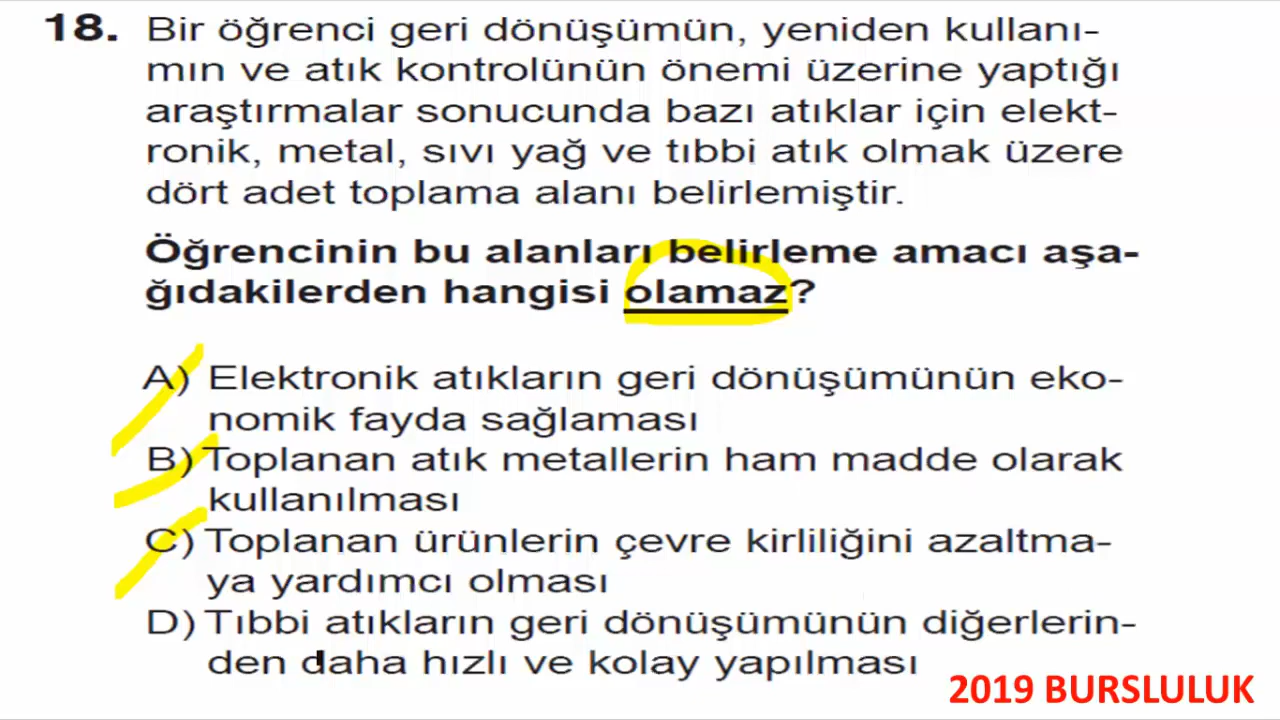 18. Bir öğrenci geri dönüşümün, yeniden kullanı-
mın ve atık kontrolünün önemi üzerine yaptığı
araştırmalar sonucunda bazı atıklar için elekt-
ronik, metal, sıvı yağ ve tıbbi atık olmak üzere
dört adet toplama alanı belirlemiştir.
Öğrencinin bu alanları belirleme amacı aşa-
ğıdakilerden hangisi olamaz?
A) Elektronik atıkların geri dönüşümünün eko-
nomik fayda sağlaması
B) Toplanan atık metallerin ham madde olarak
kullanılması
C) Toplanan ürünlerin çevre kirliliğini azaltma-
ya yardımcı olması
D) Tıbbi atıkların geri dönüşümünün diğerlerin-
den daha hızlı ve kolay yapılması
2019 BURSLULUK